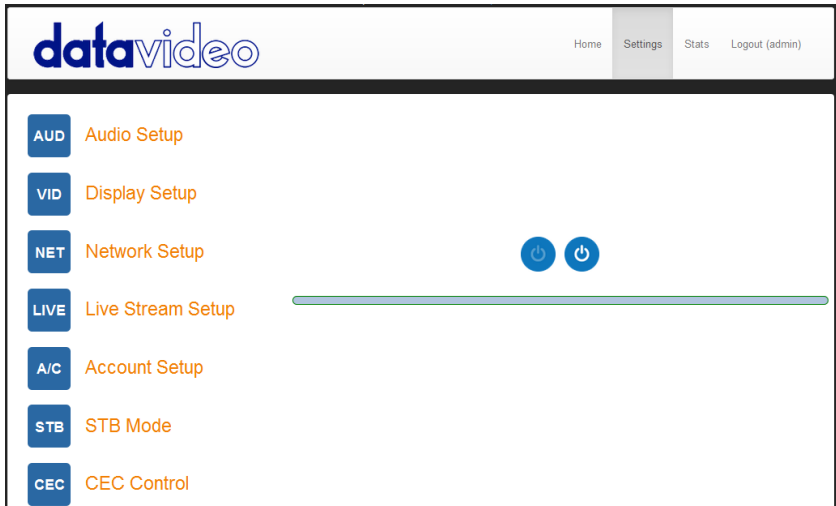 datavideo
Home Settings Stats Logout (admin)
AUD Audio Setup
VID Display Setup
NET Network Setup
LIVE Live Stream Setup
A/C Account Setup
STB STB Mode
CEC CEC Control